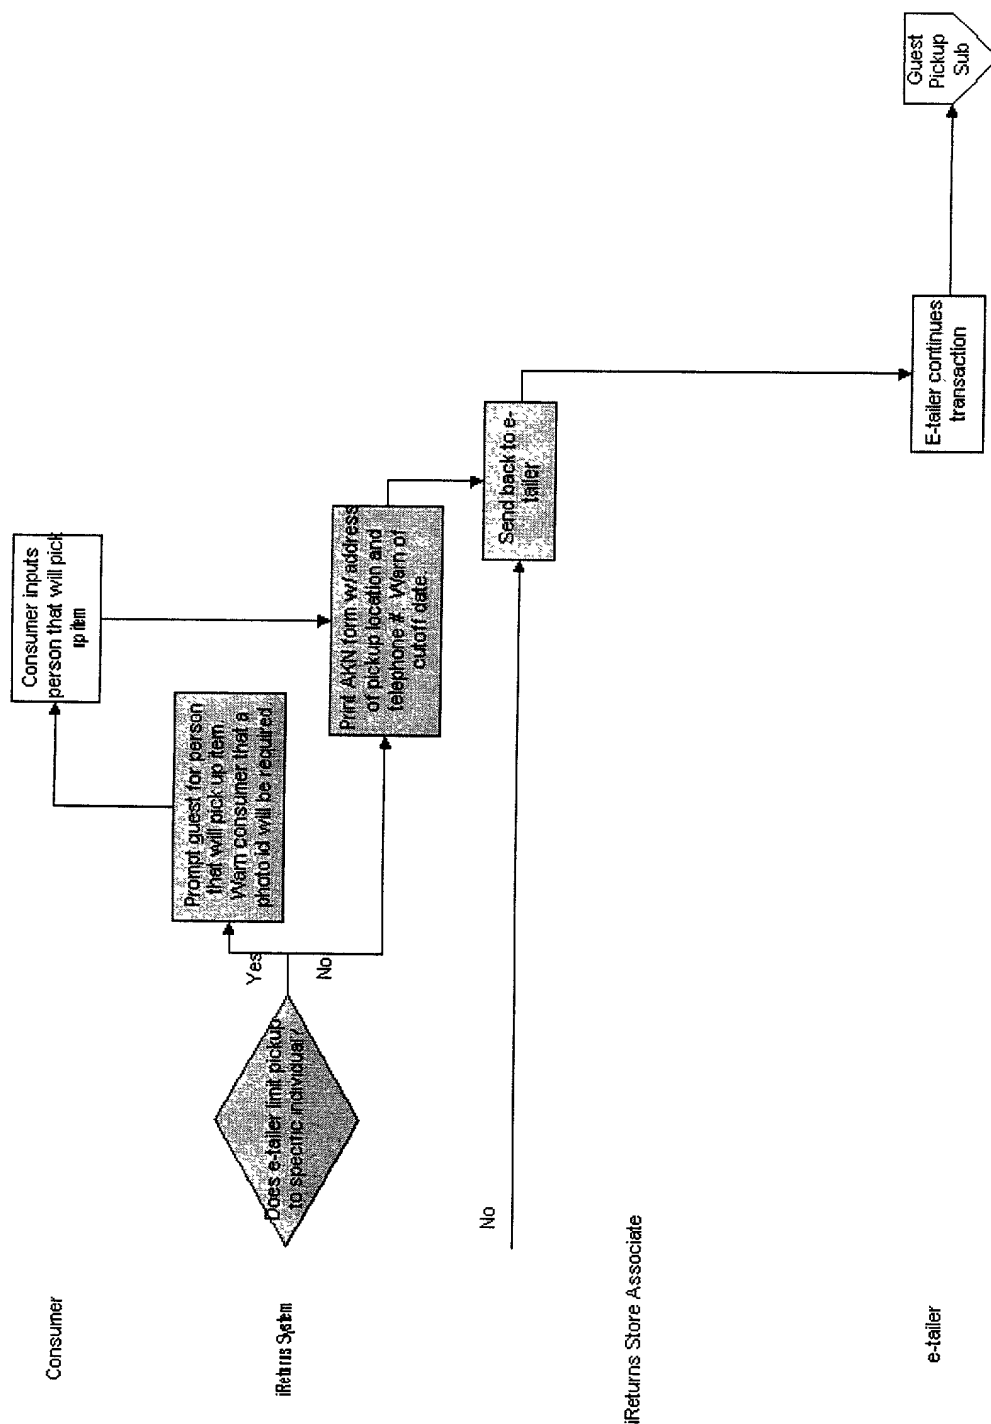 Consumer
Consumer inputs
person that will pick
up item
iReturns System
Does e-tailer limit pickup
to specific individual?
Yes
No
Prompt guest for person
that will pick up item.
Warn consumer that a
photo id will be required
Print AKN form w/ address
of pickup location and
telephone #. Warn of
cutoff date.
No
Send back to e-
tailer
iReturns Store Associate
e-tailer
E-tailer continues
transaction
Guest
Pickup
Sub